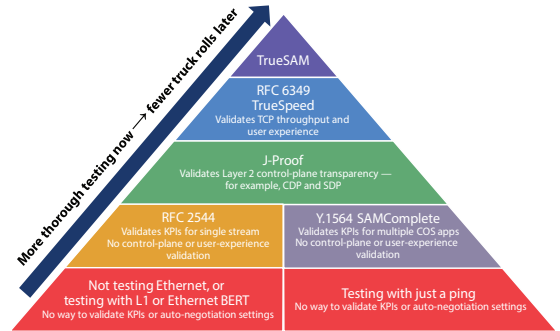 More thorough testing now → fewer truck rolls later
TrueSAM
RFC 6349
TrueSpeed
Validates TCP throughput and
user experience
J-Proof
Validates Layer 2 control-plane transparency —
for example, CDP and SDP
RFC 2544
Validates KPIs for single stream
No control-plane or user-experience
validation
Y.1564 SAMComplete
Validates KPIs for multiple COS apps
No control-plane or user-experience
validation
Not testing Ethernet, or
testing with L1 or Ethernet BERT
No way to validate KPIs or auto-negotiation settings
Testing with just a ping
No way to validate KPIs or auto-negotiation settings